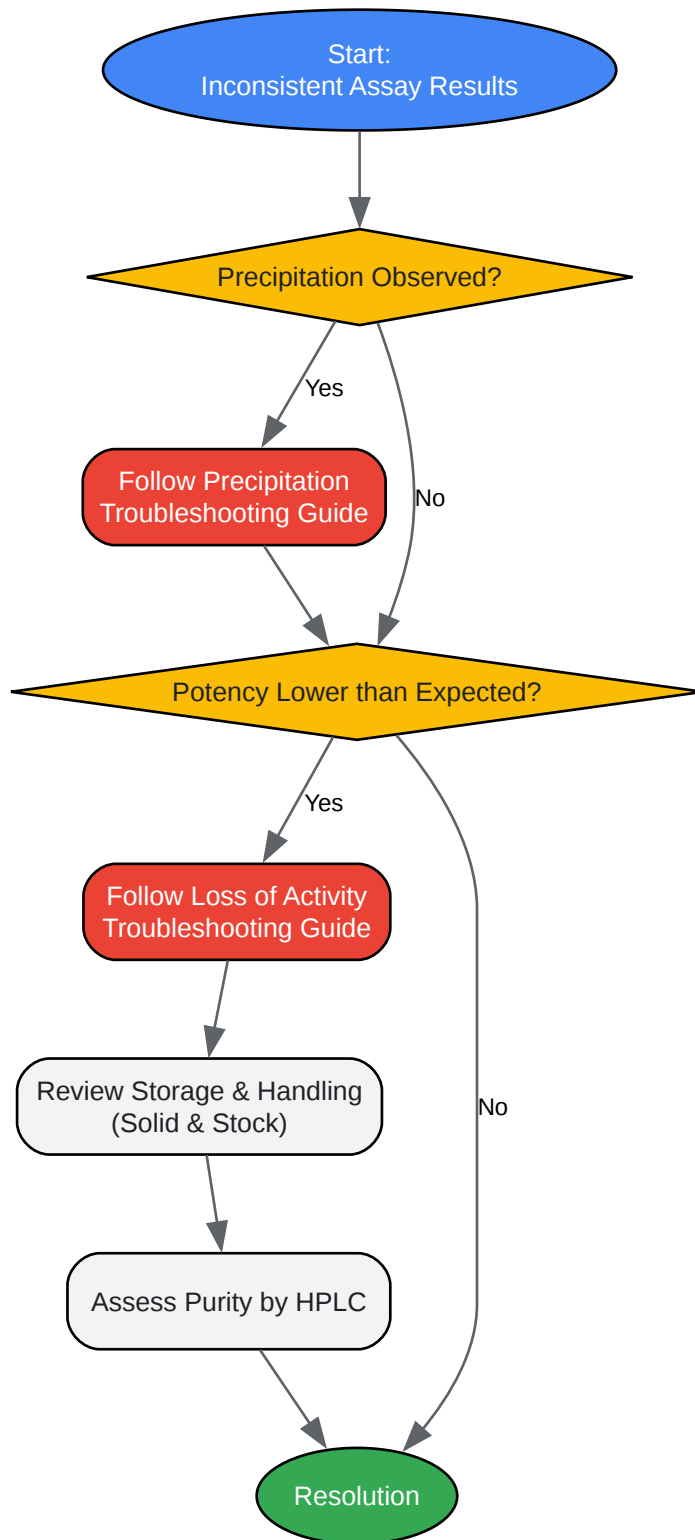 Start:
Inconsistent Assay Results
Precipitation Observed?
Yes
Follow Precipitation
Troubleshooting Guide
No
Potency Lower than Expected?
Yes
Follow Loss of Activity
Troubleshooting Guide
Review Storage & Handling
(Solid & Stock)
No
Assess Purity by HPLC
Resolution